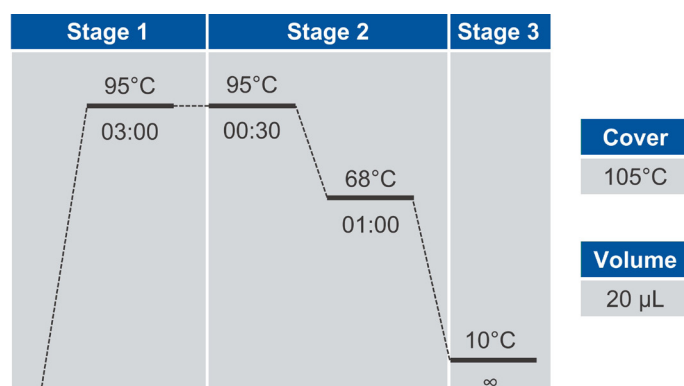 Stage 1 Stage 2 Stage 3
95°C 95°C
03:00 00:30
68°C
01:00
10°C
∞
Cover
105°C
Volume
20 µL